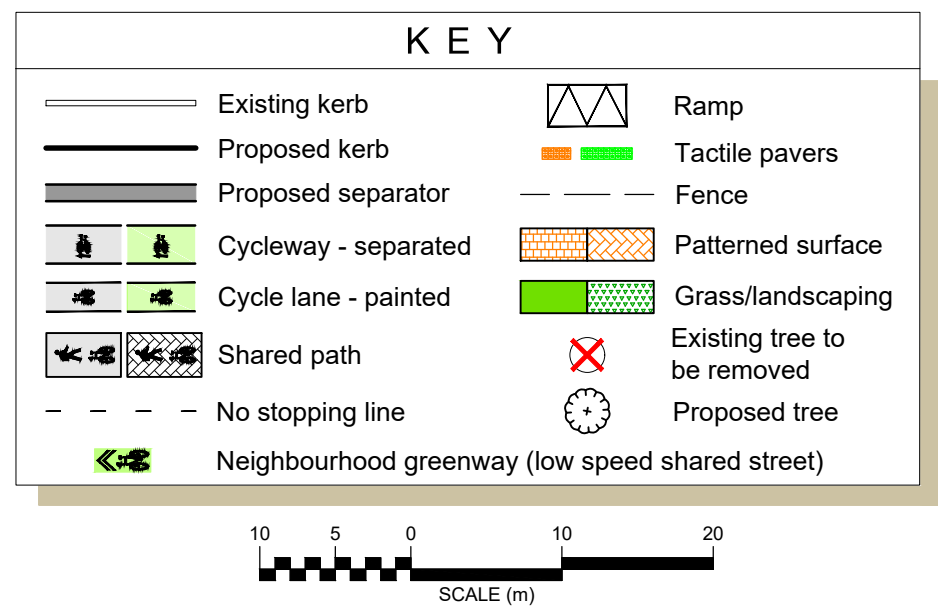 K E Y
Existing kerb
Proposed kerb
Proposed separator
Cycleway - separated
Cycle lane - painted
Shared path
No stopping line
Neighbourhood greenway (low speed shared street)
Ramp
Tactile pavers
Fence
Patterned surface
Grass/landscaping
Existing tree to
be removed
Proposed tree
10 5 0 10 20
SCALE (m)